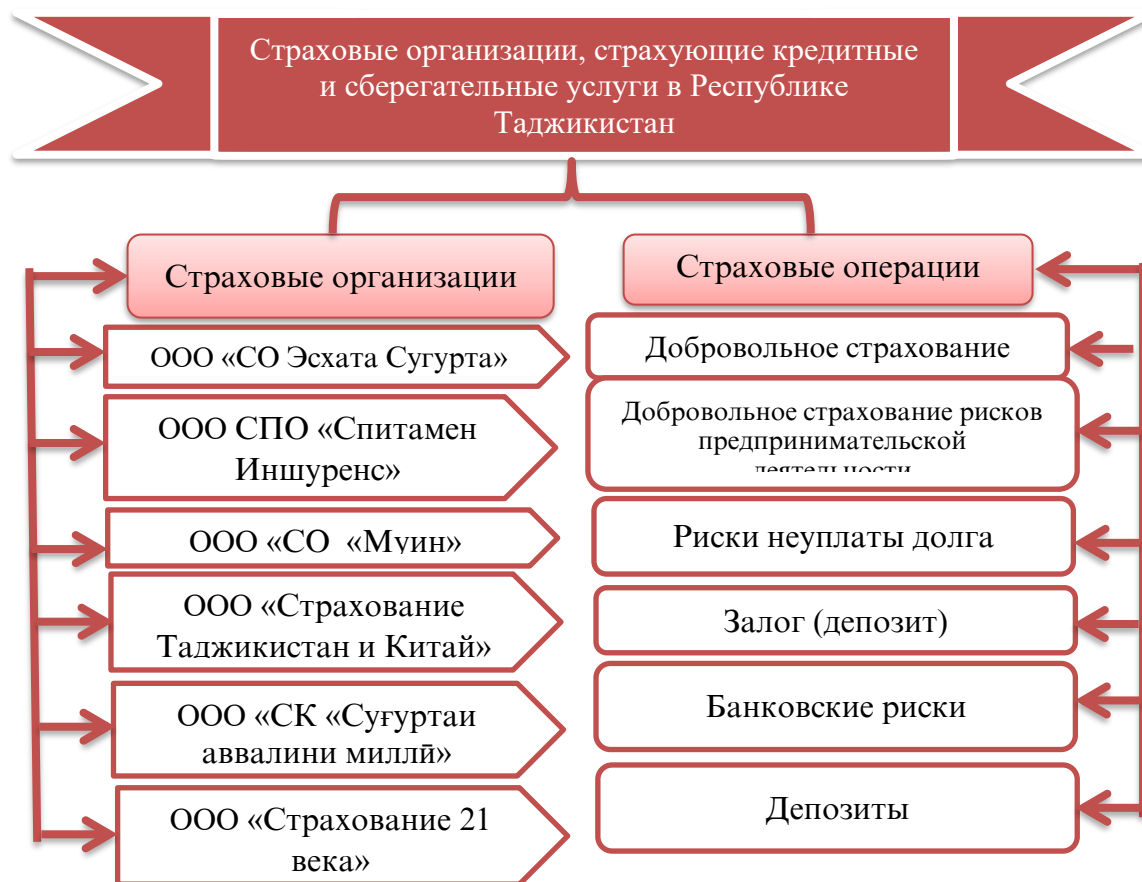 Страховые организации, страхующие кредитные
и сберегательные услуги в Республике
Таджикистан
Страховые организации
ООО «СО Эсхата Сугурта»
ООО СПО «Спитамен
Иншуренс»
ООО «СО «Муин»
ООО «Страхование
Таджикистан и Китай»
ООО «СК «Суғуртаи
аввалини миллӣ»
ООО «Страхование 21
века»
Страховые операции
Добровольное страхование
Добровольное страхование рисков
предпринимательской
деятельности
Риски неуплаты долга
Залог (депозит)
Банковские риски
Депозиты